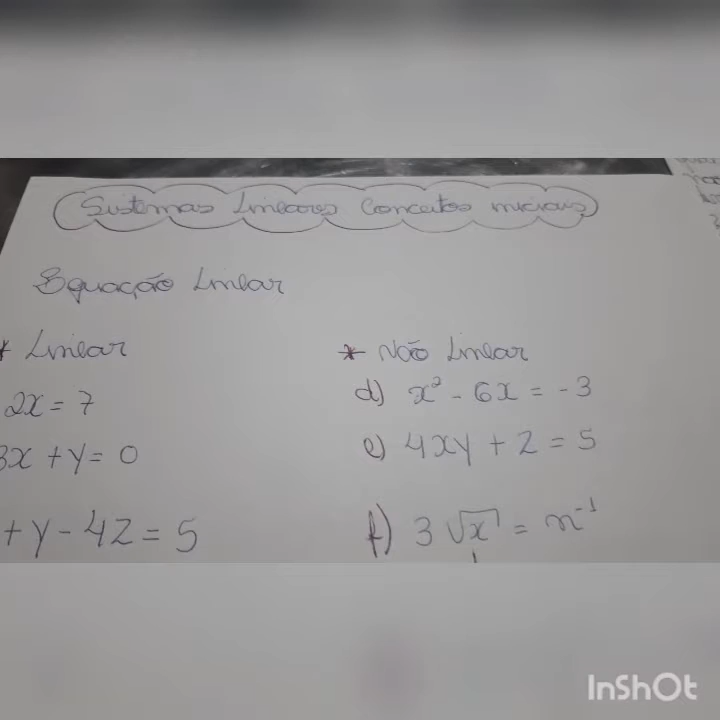 Sistemas Lineares Conceitos iniciais
Equação Linear
* Linear
2x = 7
3x + y = 0
+ y - 4z = 5
* Não Linear
d) x² - 6x = -3
e) 4xy + z = 5
f) 3√x = x⁻¹
InShOt